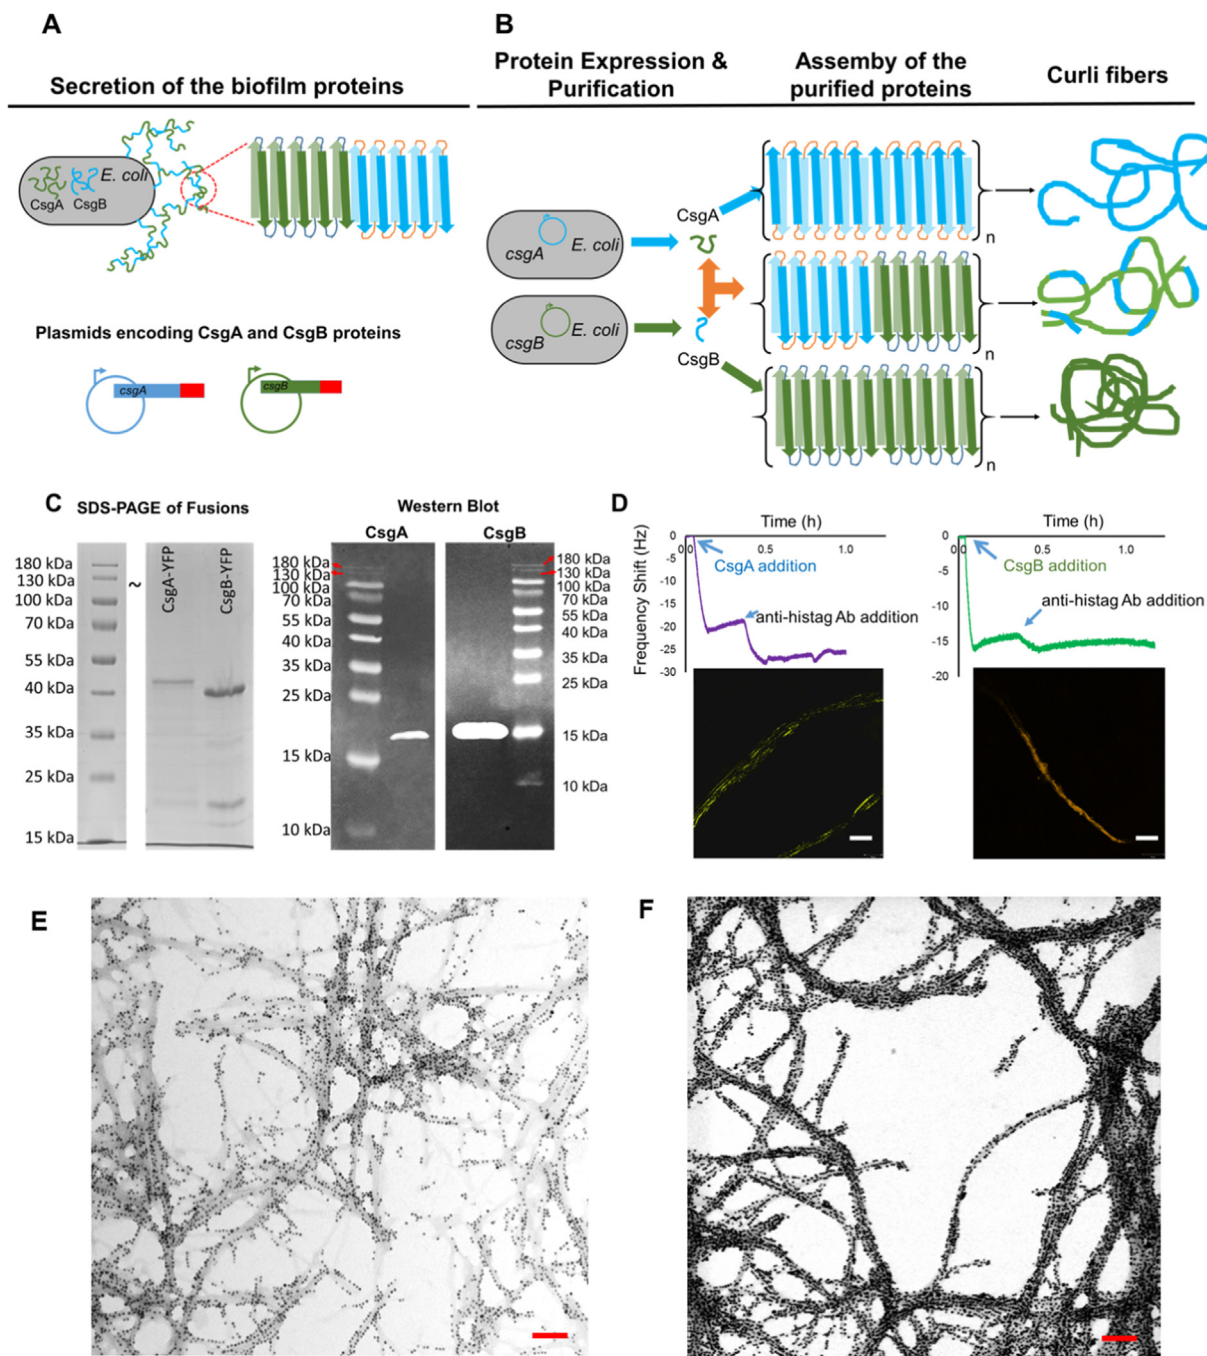 A
Secretion of the biofilm proteins
E. coli
CsgA CsgB
Plasmids encoding CsgA and CsgB proteins
csgA
csgB
B
Protein Expression &
Purification
Assemby of the
purified proteins
Curli fibers
CsgA
csgA
E. coli
n
csgB
E. coli
CsgB
n
n
C
SDS-PAGE of Fusions
180 kDa
130 kDa
100 kDa
70 kDa
55 kDa
40 kDa
35 kDa
25 kDa
15 kDa
~
CsgA-YFP
CsgB-YFP
Western Blot
CsgA
CsgB
180 kDa
130 kDa
100 kDa
70 kDa
55 kDa
40 kDa
35 kDa
25 kDa
15 kDa
10 kDa
180 kDa
130 kDa
100 kDa
70 kDa
55 kDa
40 kDa
35 kDa
25 kDa
15 kDa
10 kDa
D
Time (h)
Frequency Shift (Hz)
0
-5
-10
-15
-20
-25
-30
0.0
0.5
1.0
CsgA addition
anti-histag Ab addition
Time (h)
0
-5
-10
-15
-20
0.0
0.5
1.0
CsgB addition
anti-histag Ab addition
E
F